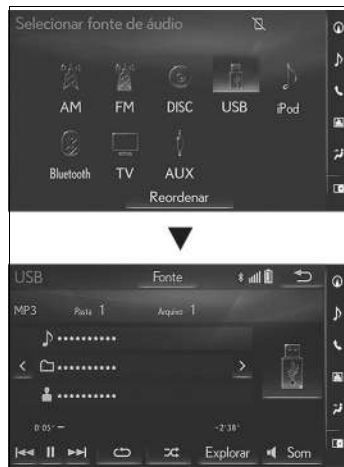 Selecionar fonte de áudio
AM FM DISC USB iPod
Bluetooth TV AUX
Reordenar
USB Fonte
MP3 Pasta 1 Arquivo 1
••••••••••
••••••••••
••••••••••
0'05" -2'38"
Explorar Som